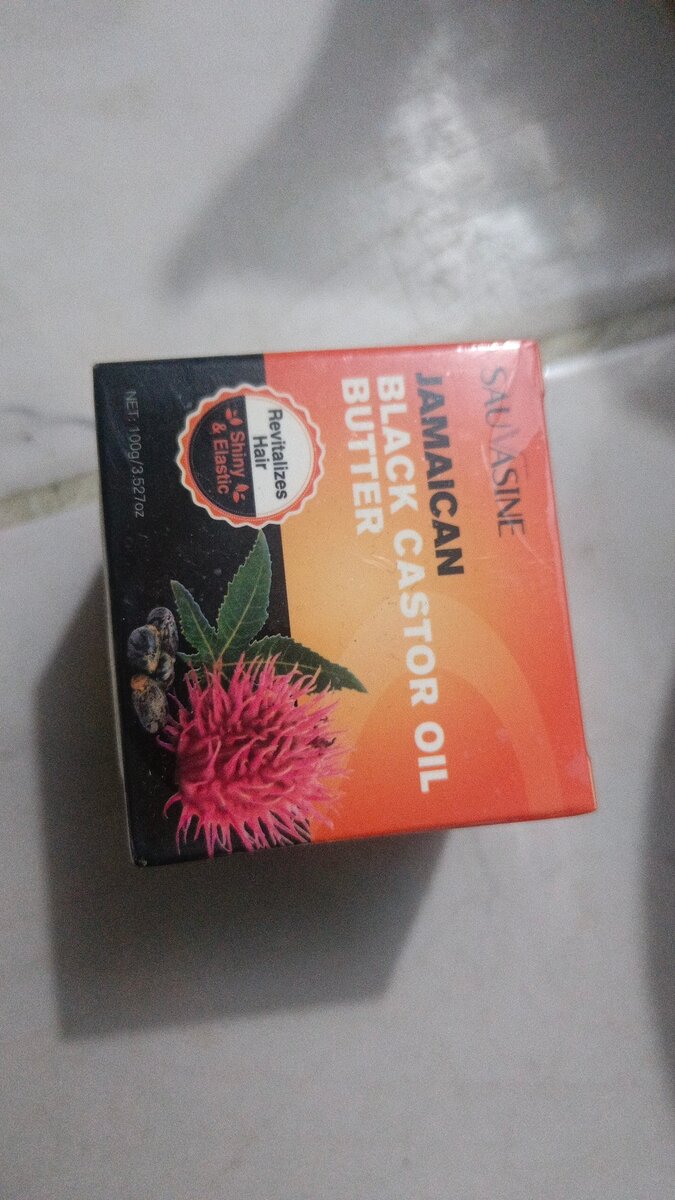 SAUVASINE
JAMAICAN
BLACK CASTOR OIL
BUTTER
Revitalizes
Hair
Shiny
& Elastic
NET: 100g/3.527oz